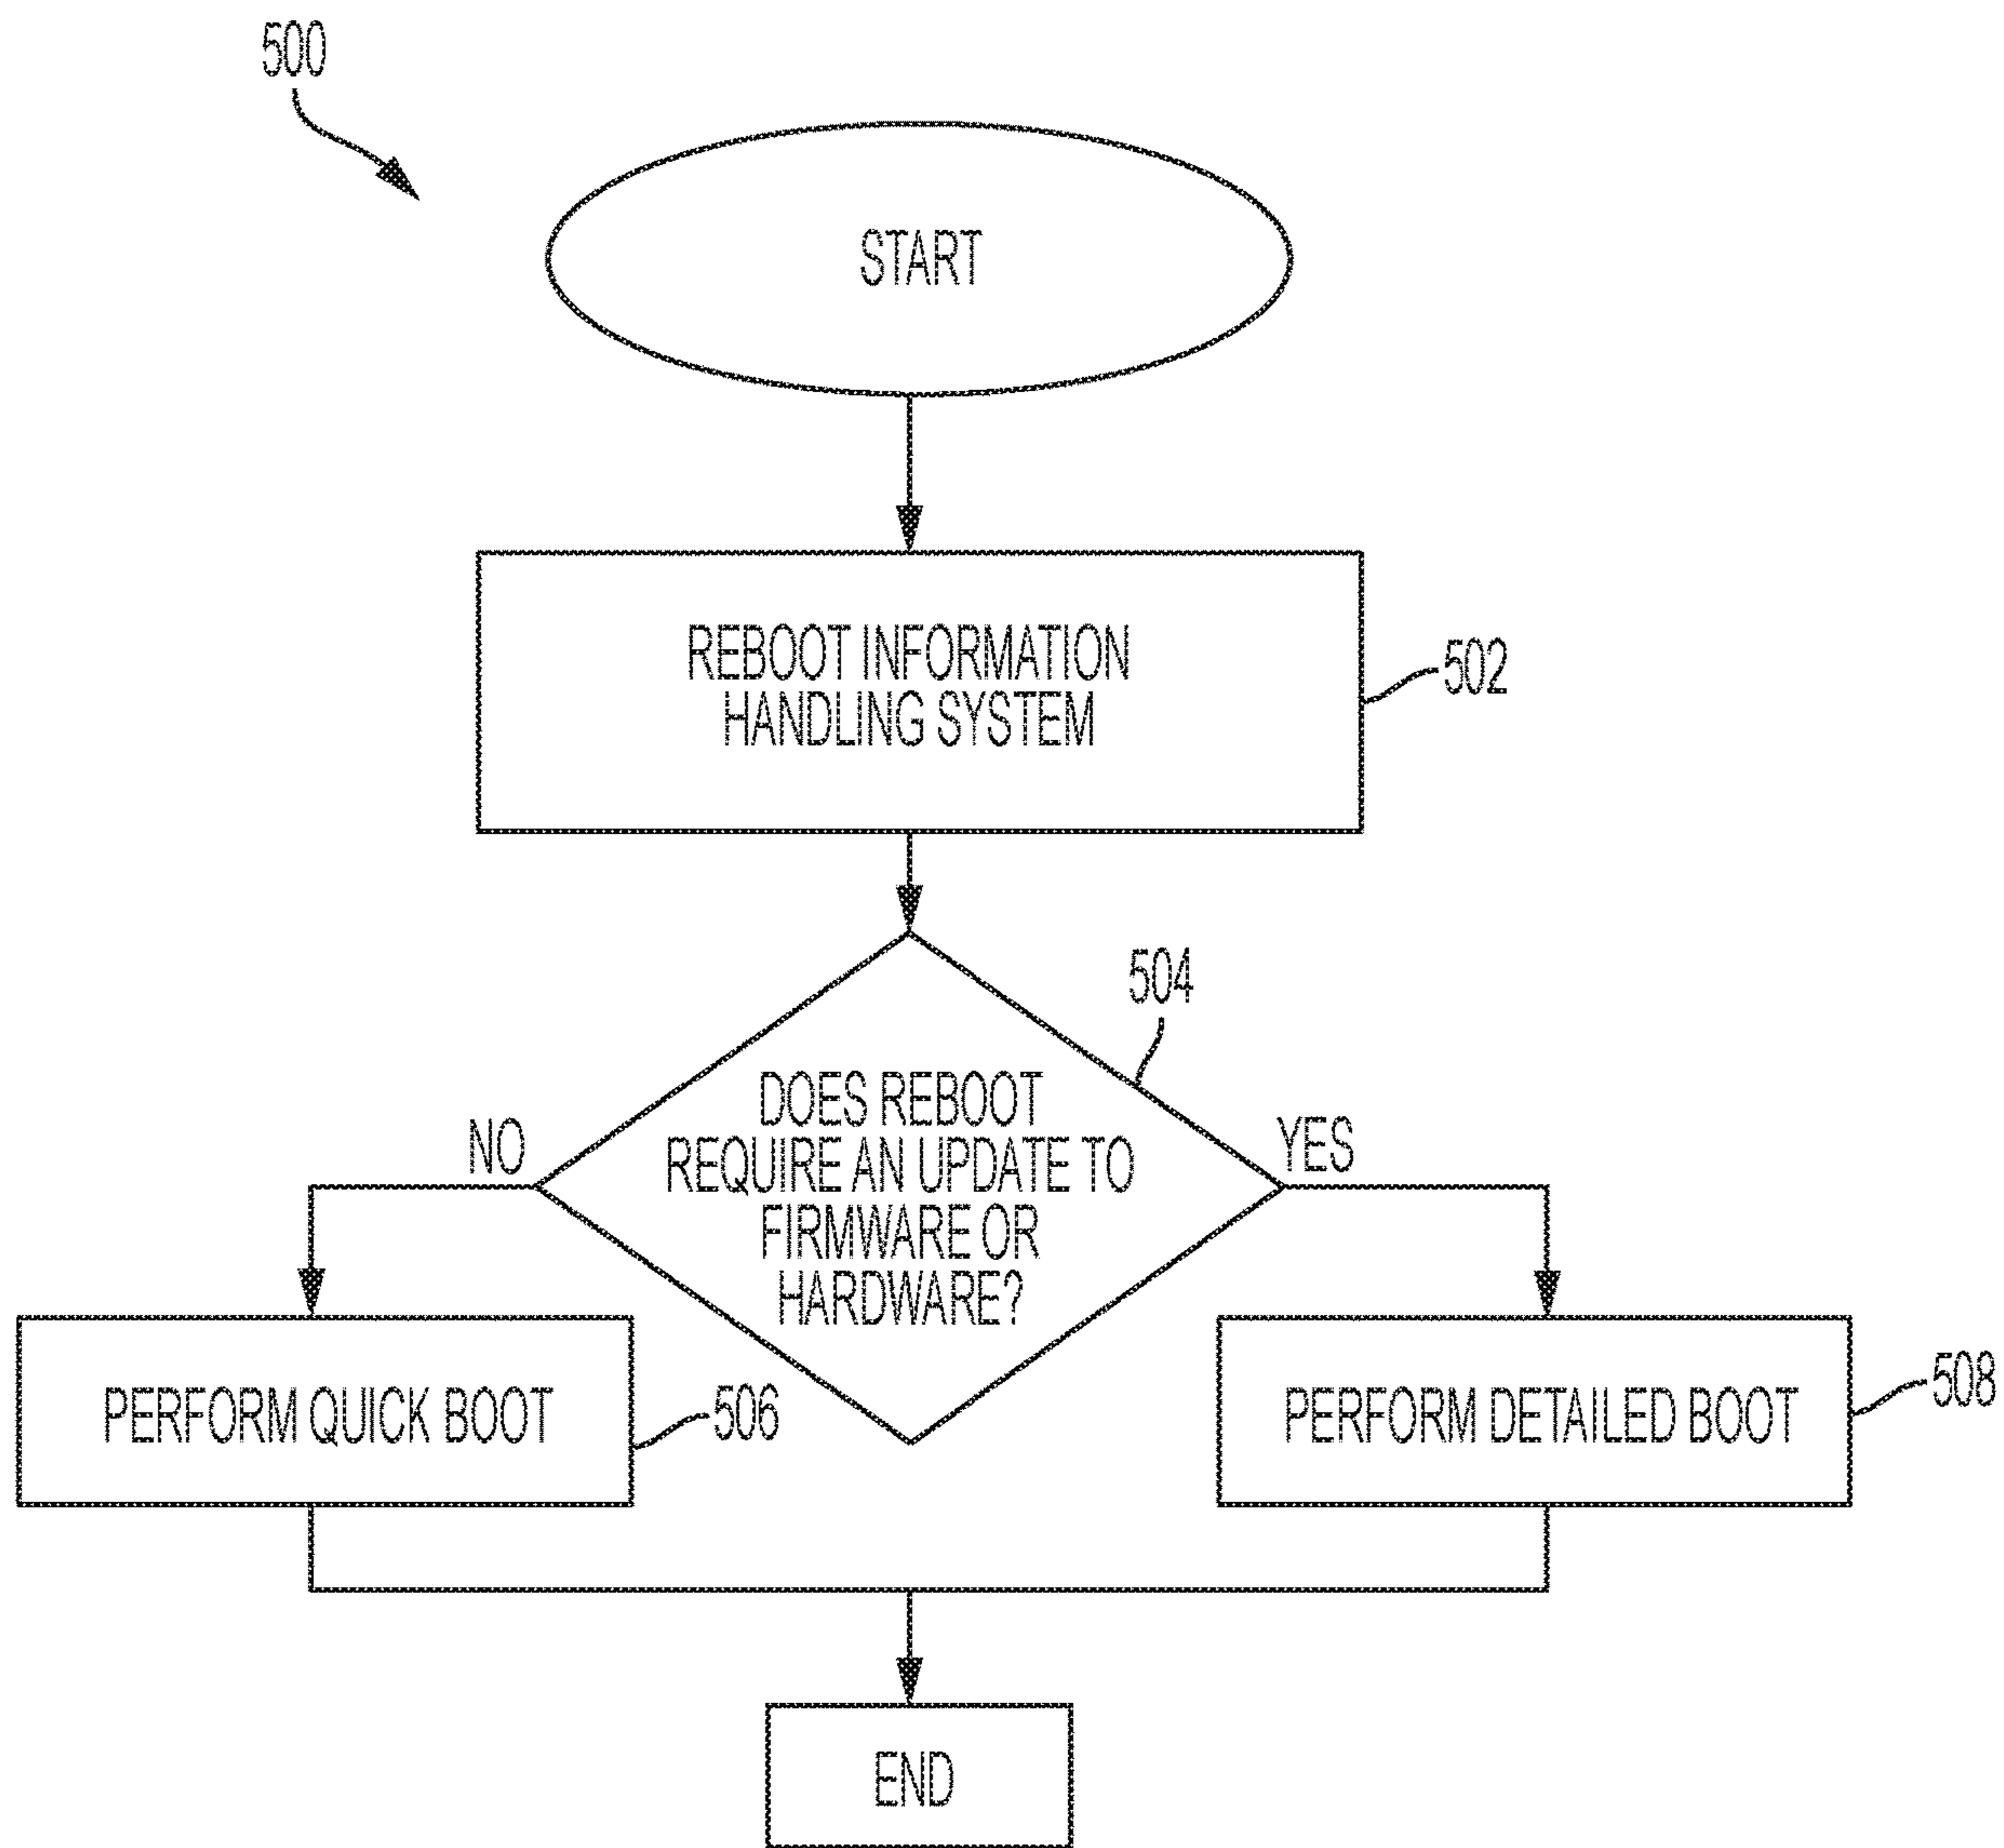 500
START
REBOOT INFORMATION
HANDLING SYSTEM
502
504
DOES REBOOT
REQUIRE AN UPDATE TO
FIRMWARE OR
HARDWARE?
NO
YES
PERFORM QUICK BOOT
506
PERFORM DETAILED BOOT
508
END